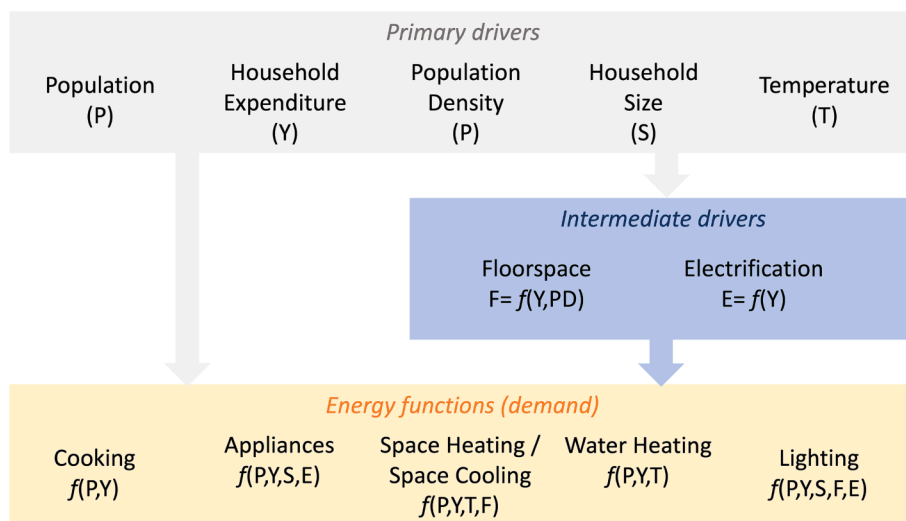 Primary drivers
Population
(P)
Household
Expenditure
(Y)
Population
Density
(P)
Household
Size
(S)
Temperature
(T)
Intermediate drivers
Floorspace
F= f(Y,PD)
Electrification
E= f(Y)
Energy functions (demand)
Cooking
f(P,Y)
Appliances
f(P,Y,S,E)
Space Heating /
Space Cooling
f(P,Y,T,F)
Water Heating
f(P,Y,T)
Lighting
f(P,Y,S,F,E)